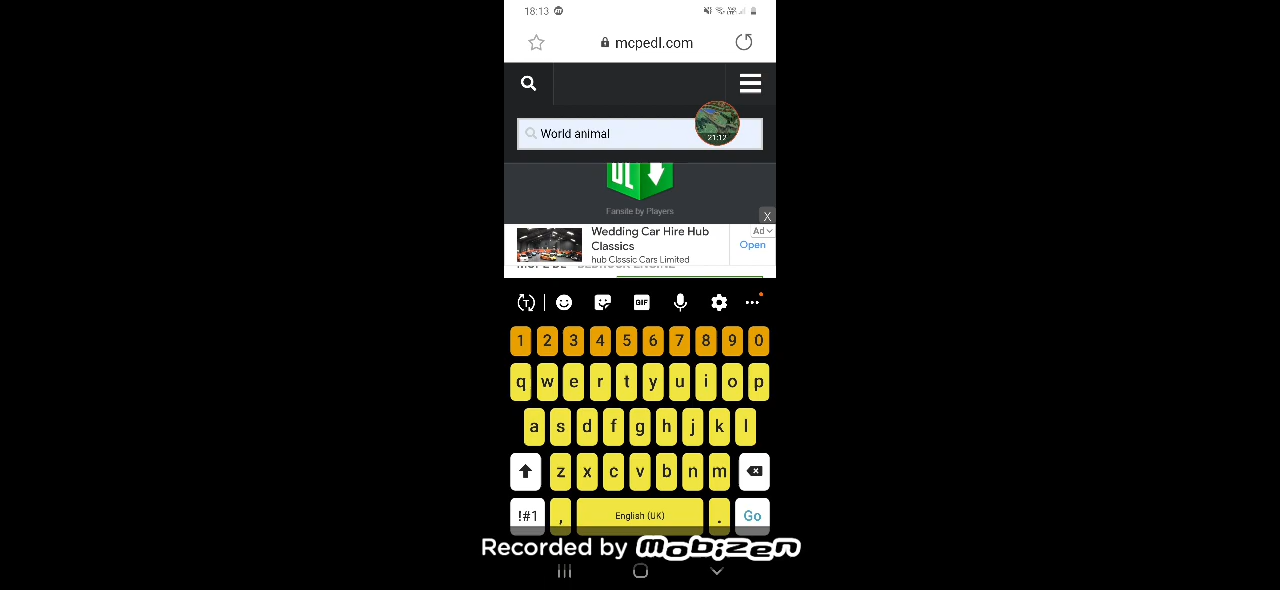 18:13
mcpedl.com
World animal
21:12
DL
Fansite by Players
X
Wedding Car Hire Hub
Classics
hub Classic Cars Limited
Ad
Open
T
GIF
1 2 3 4 5 6 7 8 9 0
q w e r t y u i o p
a s d f g h j k l
z x c v b n m
!#1 , English (UK) . Go
Recorded by mobizen